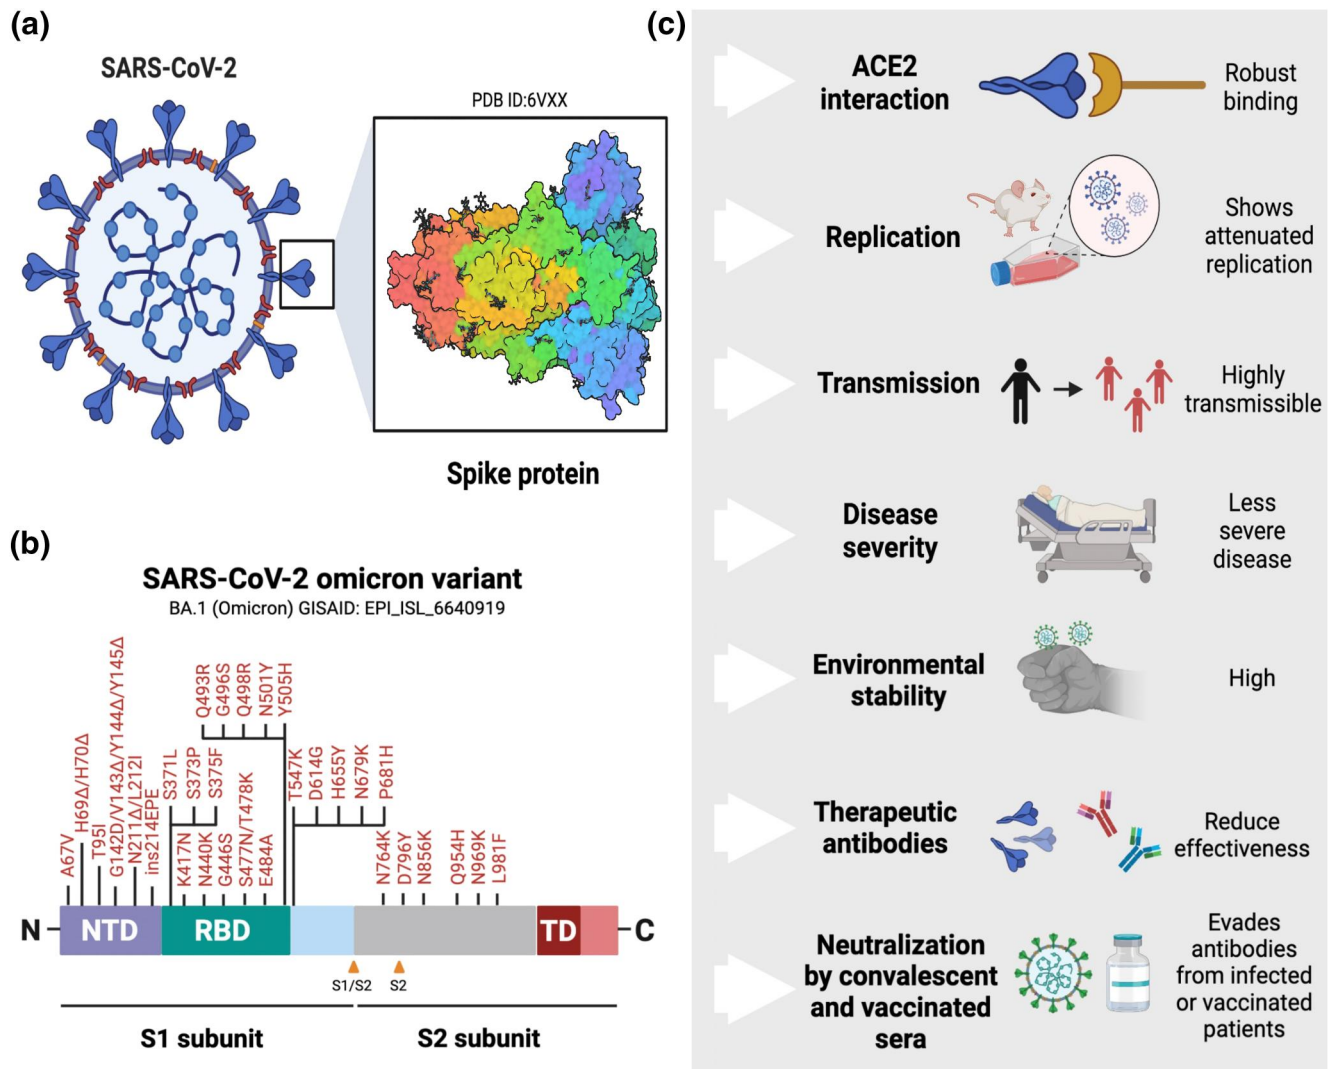 (a)
SARS-CoV-2
PDB ID:6VXX
Spike protein
(b)
SARS-CoV-2 omicron variant
BA.1 (Omicron) GISAID: EPI_ISL_6640919
A67V
H69Δ/H70Δ
T95I
G142D/V143Δ/Y144Δ/Y145Δ
N211Δ/L212I
ins214EPE
S371L
S373P
S375F
K417N
N440K
G446S
S477N/T478K
E484A
Q493R
G496S
Q498R
N501Y
Y505H
T547K
D614G
H655Y
N679K
P681H
N764K
D796Y
N856K
Q954H
N969K
L981F
N
NTD
RBD
TD
C
S1/S2
S2
S1 subunit
S2 subunit
(c)
ACE2
interaction
Robust
binding
Replication
Shows
attenuated
replication
Transmission
Highly
transmissible
Disease
severity
Less
severe
disease
Environmental
stability
High
Therapeutic
antibodies
Reduce
effectiveness
Neutralization
by convalescent
and vaccinated
sera
Evades
antibodies
from infected
or vaccinated
patients